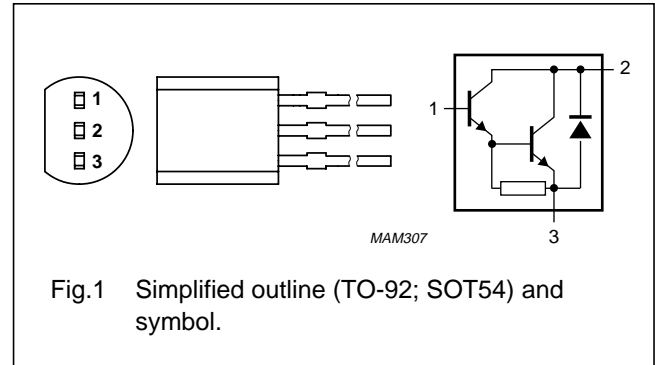 1
2
3
1
2
3
MAM307
Fig.1 Simplified outline (TO-92; SOT54) and
symbol.